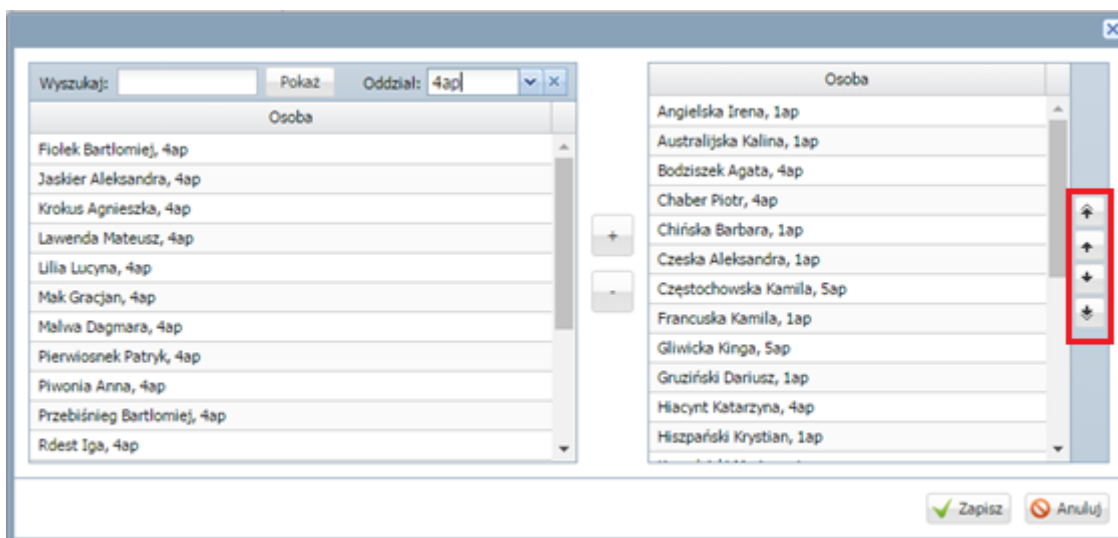 Wyszukaj: Pokaż Oddział: 4ap
Osoba
Fiołek Bartłomiej, 4ap
Jaskier Aleksandra, 4ap
Krokus Agnieszka, 4ap
Lawenda Mateusz, 4ap
Lilia Lucyna, 4ap
Mak Gracjan, 4ap
Malwa Dagmara, 4ap
Pierwiosnek Patryk, 4ap
Piwonia Anna, 4ap
Przebiśnieg Bartłomiej, 4ap
Rdest Iga, 4ap
+
-
Osoba
Angielska Irena, 1ap
Australijska Kalina, 1ap
Bodziszek Agata, 4ap
Chaber Piotr, 4ap
Chińska Barbara, 1ap
Czeska Aleksandra, 1ap
Częstochowska Kamila, 5ap
Francuska Kamila, 1ap
Gliwicka Kinga, 5ap
Gruziński Dariusz, 1ap
Hiacynt Katarzyna, 4ap
Hiszpański Krystian, 1ap
Zapisz Anuluj